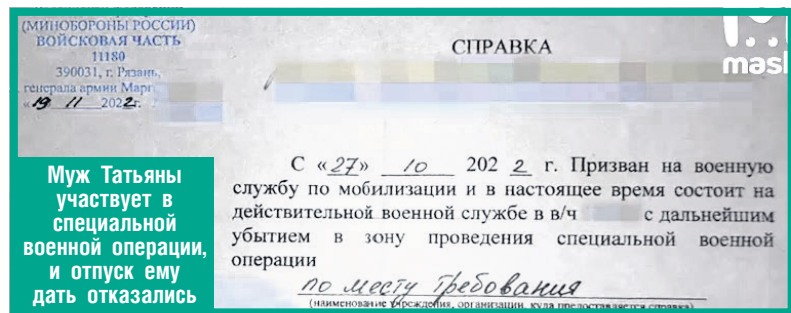 (МИНОБОРОНЫ РОССИИ)
ВОЙСКОВАЯ ЧАСТЬ
11180
390031, г. Рязань,
генерала армии
«19» 11 2022г.
СПРАВКА
masl
С «27» 10 2022 г. Призван на военную
службу по мобилизации и в настоящее время состоит на
действительной военной службе в в/ч с дальнейшим
убытием в зону проведения специальной военной
операции
по месту требования
(наименование учреждения, организации, куда предоставляется справка)
Муж Татьяны
участвует в
специальной
военной операции,
и отпуск ему
дать отказались